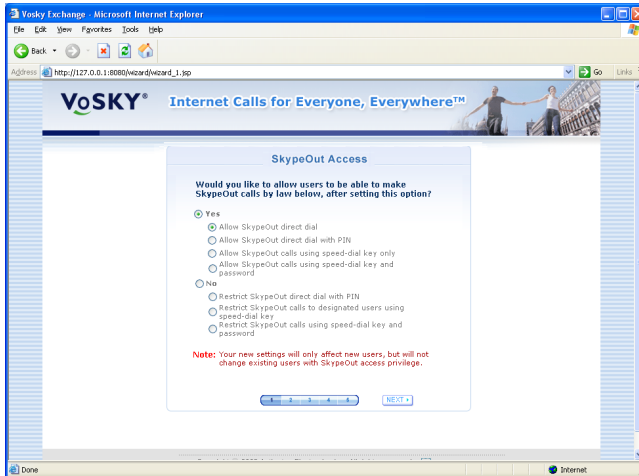 Vosky Exchange - Microsoft Internet Explorer
File Edit View Favorites Tools Help
Back
Address http://127.0.0.1:8080/wizard/wizard_1.jsp Go Links
VoSKY® Internet Calls for Everyone, Everywhere™
SkypeOut Access
Would you like to allow users to be able to make
SkypeOut calls by law below, after setting this option?
Yes
Allow SkypeOut direct dial
Allow SkypeOut direct dial with PIN
Allow SkypeOut calls using speed-dial key only
Allow SkypeOut calls using speed-dial key and
password
No
Restrict SkypeOut direct dial with PIN
Restrict SkypeOut calls to designated users using
speed-dial key
Restrict SkypeOut calls using speed-dial key and
password
Note: Your new settings will only affect new users, but will not
change existing users with SkypeOut access privilege.
2 3 4 NEXT
Done Internet